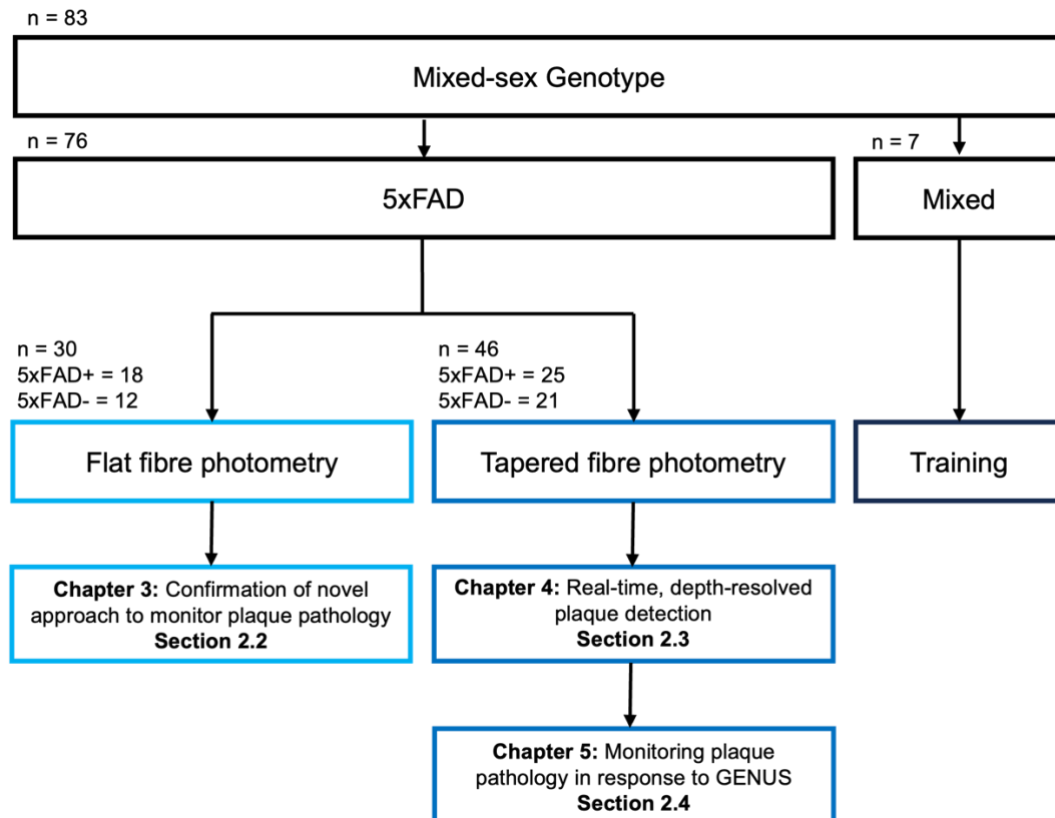 n = 83
Mixed-sex Genotype
n = 76
n = 7
5xFAD
Mixed
n = 30
5xFAD+ = 18
5xFAD- = 12
n = 46
5xFAD+ = 25
5xFAD- = 21
Flat fibre photometry
Tapered fibre photometry
Training
Chapter 3: Confirmation of novel
approach to monitor plaque pathology
Section 2.2
Chapter 4: Real-time, depth-resolved
plaque detection
Section 2.3
Chapter 5: Monitoring plaque
pathology in response to GENUS
Section 2.4